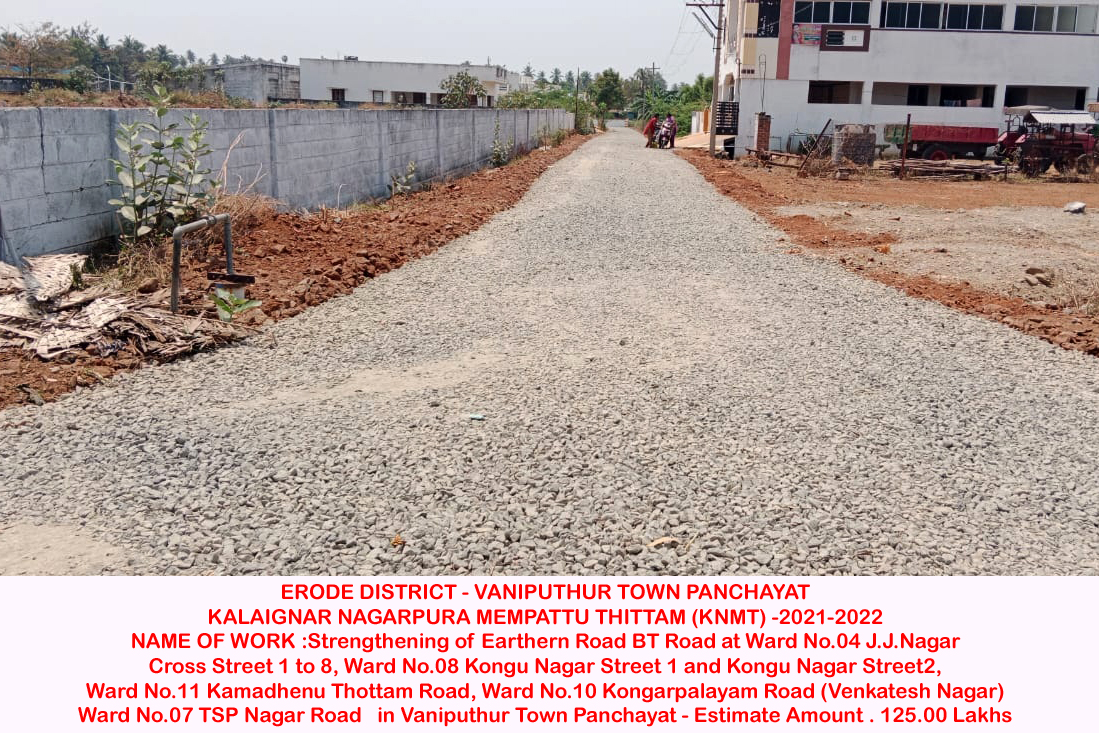 ERODE DISTRICT - VANIPUTHUR TOWN PANCHAYAT
KALAIGNAR NAGARPURA MEMPATTU THITTAM (KNMT) -2021-2022
NAME OF WORK :Strengthening of Earthern Road BT Road at Ward No.04 J.J.Nagar
Cross Street 1 to 8, Ward No.08 Kongu Nagar Street 1 and Kongu Nagar Street2,
Ward No.11 Kamadhenu Thottam Road, Ward No.10 Kongarpalayam Road (Venkatesh Nagar)
Ward No.07 TSP Nagar Road   in Vaniputhur Town Panchayat - Estimate Amount . 125.00 Lakhs